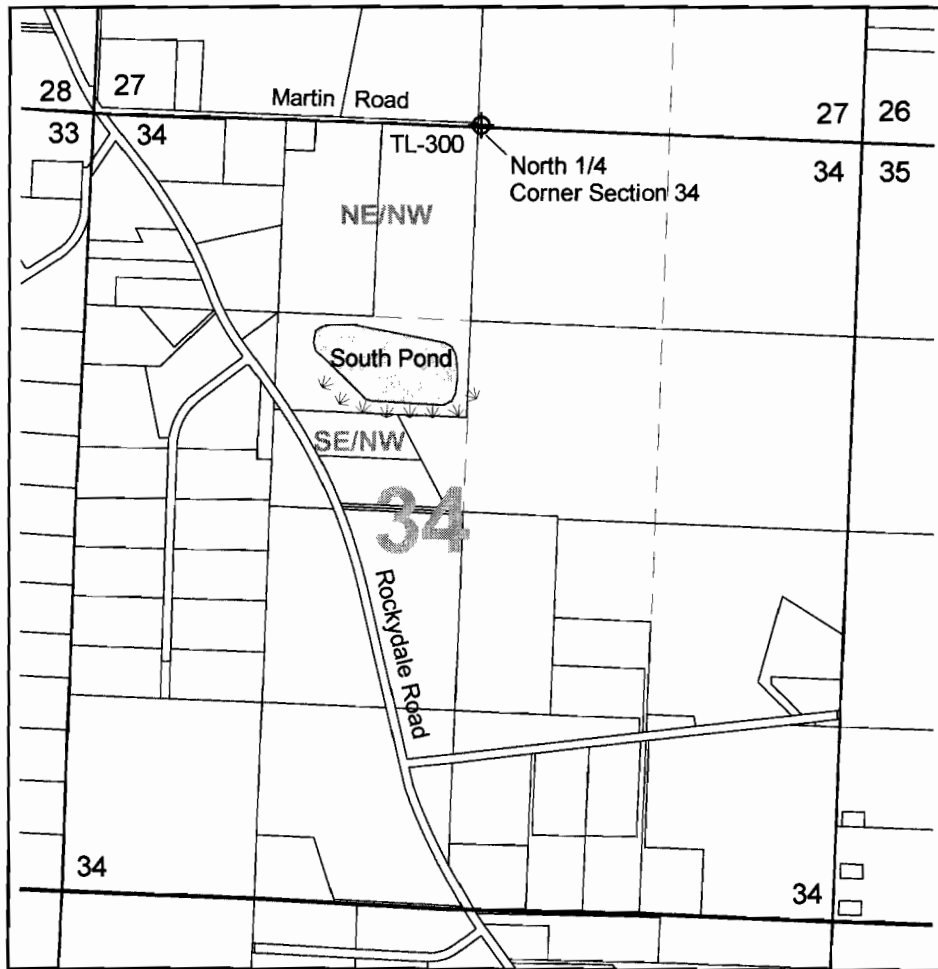 28 27
27 26
33 34
Martin Road
TL-300
34 35
North 1/4
Corner Section 34
NE/NW
South Pond
SE/NW
34
Rockydale Road
34
34